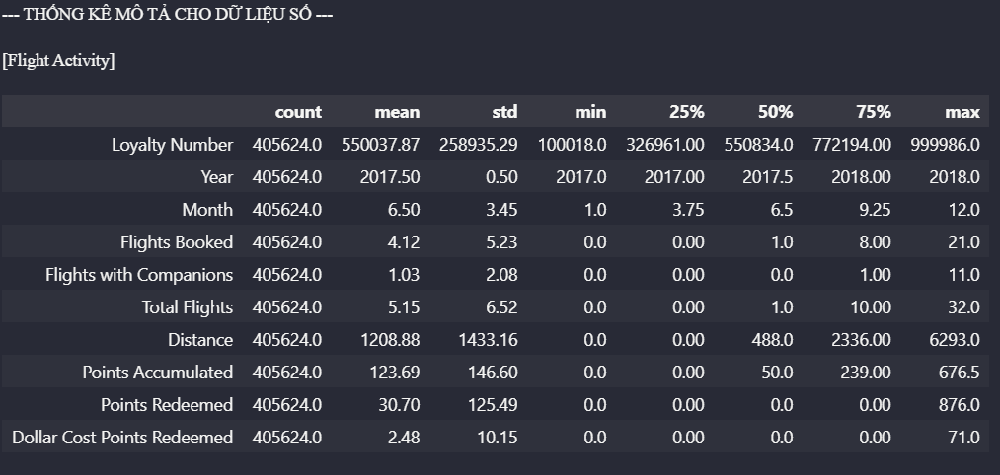 --- THỐNG KÊ MÔ TẢ CHO DỮ LIỆU SỐ ---
[Flight Activity]
count mean std min 25% 50% 75% max
Loyalty Number 405624.0 550037.87 258935.29 100018.0 326961.00 550834.0 772194.00 999986.0
Year 405624.0 2017.50 0.50 2017.0 2017.00 2017.5 2018.00 2018.0
Month 405624.0 6.50 3.45 1.0 3.75 6.5 9.25 12.0
Flights Booked 405624.0 4.12 5.23 0.0 0.00 1.0 8.00 21.0
Flights with Companions 405624.0 1.03 2.08 0.0 0.00 0.0 1.00 11.0
Total Flights 405624.0 5.15 6.52 0.0 0.00 1.0 10.00 32.0
Distance 405624.0 1208.88 1433.16 0.0 0.00 488.0 2336.00 6293.0
Points Accumulated 405624.0 123.69 146.60 0.0 0.00 50.0 239.00 676.5
Points Redeemed 405624.0 30.70 125.49 0.0 0.00 0.0 0.00 876.0
Dollar Cost Points Redeemed 405624.0 2.48 10.15 0.0 0.00 0.0 0.00 71.0